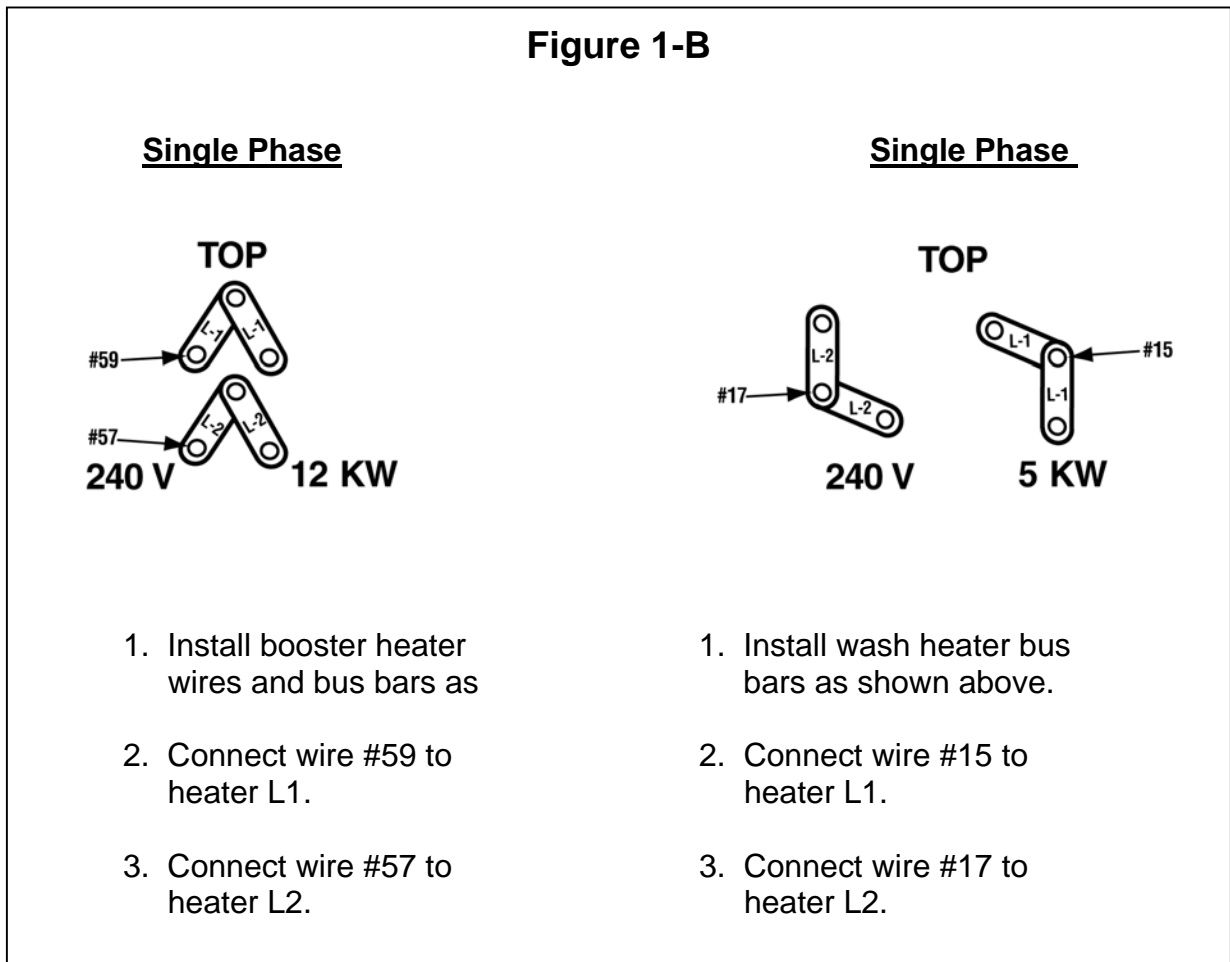 Figure 1-B
Single Phase
TOP
L-1
L-1
#59
#57
L-2
L-2
240 V
12 KW
1. Install booster heater
wires and bus bars as
2. Connect wire #59 to
heater L1.
3. Connect wire #57 to
heater L2.
Single Phase
TOP
L-2
L-1
#15
#17
L-2
L-1
240 V
5 KW
1. Install wash heater bus
bars as shown above.
2. Connect wire #15 to
heater L1.
3. Connect wire #17 to
heater L2.